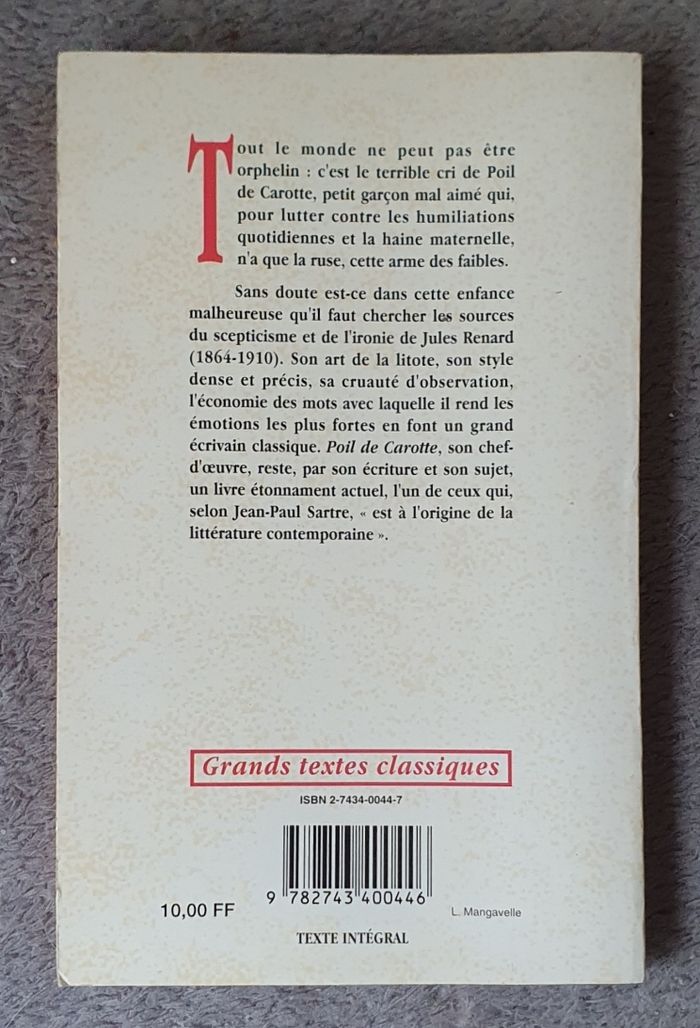 Tout le monde ne peut pas être
orphelin : c'est le terrible cri de Poil
de Carotte, petit garçon mal aimé qui,
pour lutter contre les humiliations
quotidiennes et la haine maternelle,
n'a que la ruse, cette arme des faibles.
Sans doute est-ce dans cette enfance
malheureuse qu'il faut chercher les sources
du scepticisme et de l'ironie de Jules Renard
(1864-1910). Son art de la litote, son style
dense et précis, sa cruauté d'observation,
l'économie des mots avec laquelle il rend les
émotions les plus fortes en font un grand
écrivain classique. Poil de Carotte, son chef-
d'œuvre, reste, par son écriture et son sujet,
un livre étonnament actuel, l'un de ceux qui,
selon Jean-Paul Sartre, « est à l'origine de la
littérature contemporaine ».
Grands textes classiques
ISBN 2-7434-0044-7
9 782743 400446
10,00 FF
L. Mangavelle
TEXTE INTÉGRAL